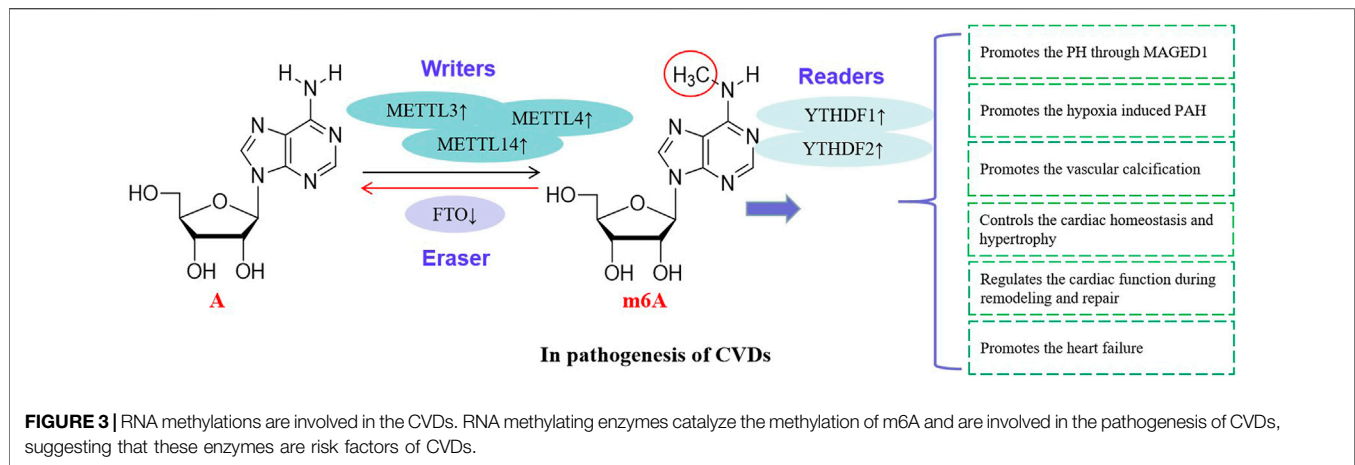 Writers
METTL3↑
METTL4↑
METTL14↑
FTO↓
Eraser
H H
N
N
N
N
N
HO
O
OH OH
A
H₃C H
N
N
N
N
N
HO
O
OH OH
m6A
Readers
YTHDF1↑
YTHDF2↑
In pathogenesis of CVDs
Promotes the PH through MAGED1
Promotes the hypoxia induced PAH
Promotes the vascular calcification
Controls the cardiac homeostasis and
hypertrophy
Regulates the cardiac function during
remodeling and repair
Promotes the heart failure
FIGURE 3 | RNA methylations are involved in the CVDs. RNA methylating enzymes catalyze the methylation of m6A and are involved in the pathogenesis of CVDs,
suggesting that these enzymes are risk factors of CVDs.